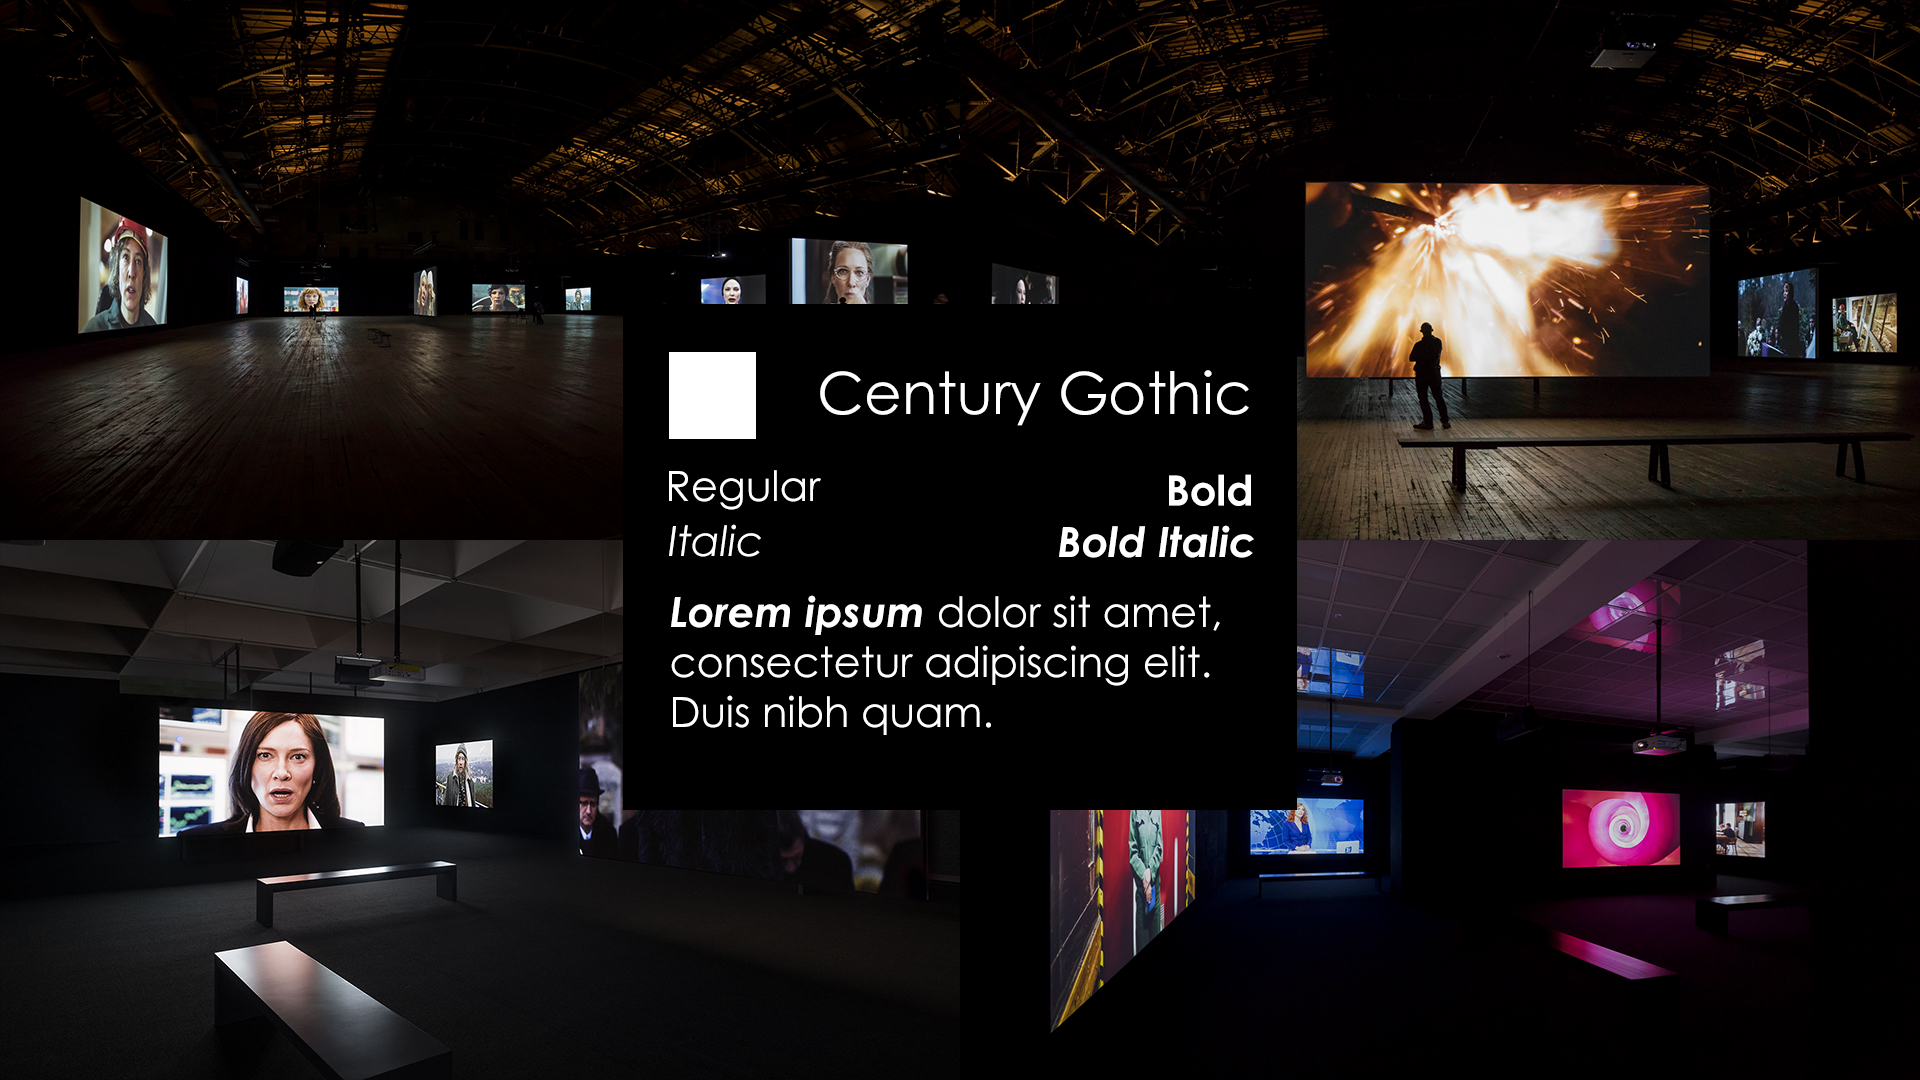 Century Gothic
Regular
Bold
Italic
Bold Italic
Lorem ipsum dolor sit amet,
consectetur adipiscing elit.
Duis nibh quam.